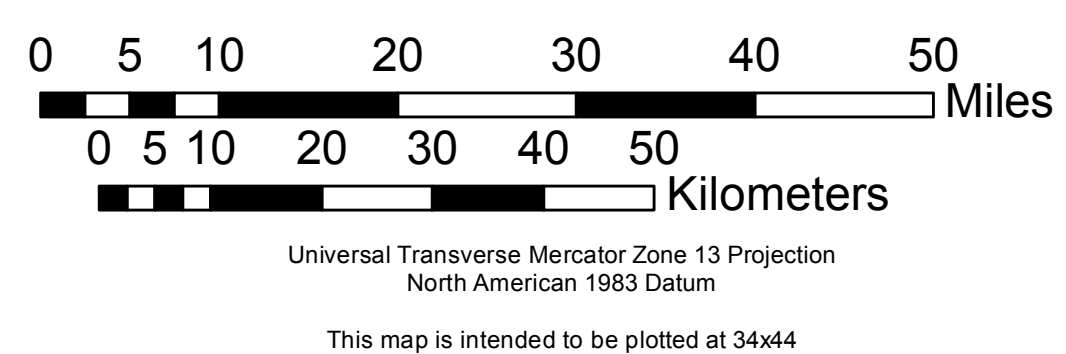 0 5 10 20 30 40 50
Miles
0 5 10 20 30 40 50
Kilometers
Universal Transverse Mercator Zone 13 Projection
North American 1983 Datum
This map is intended to be plotted at 34x44